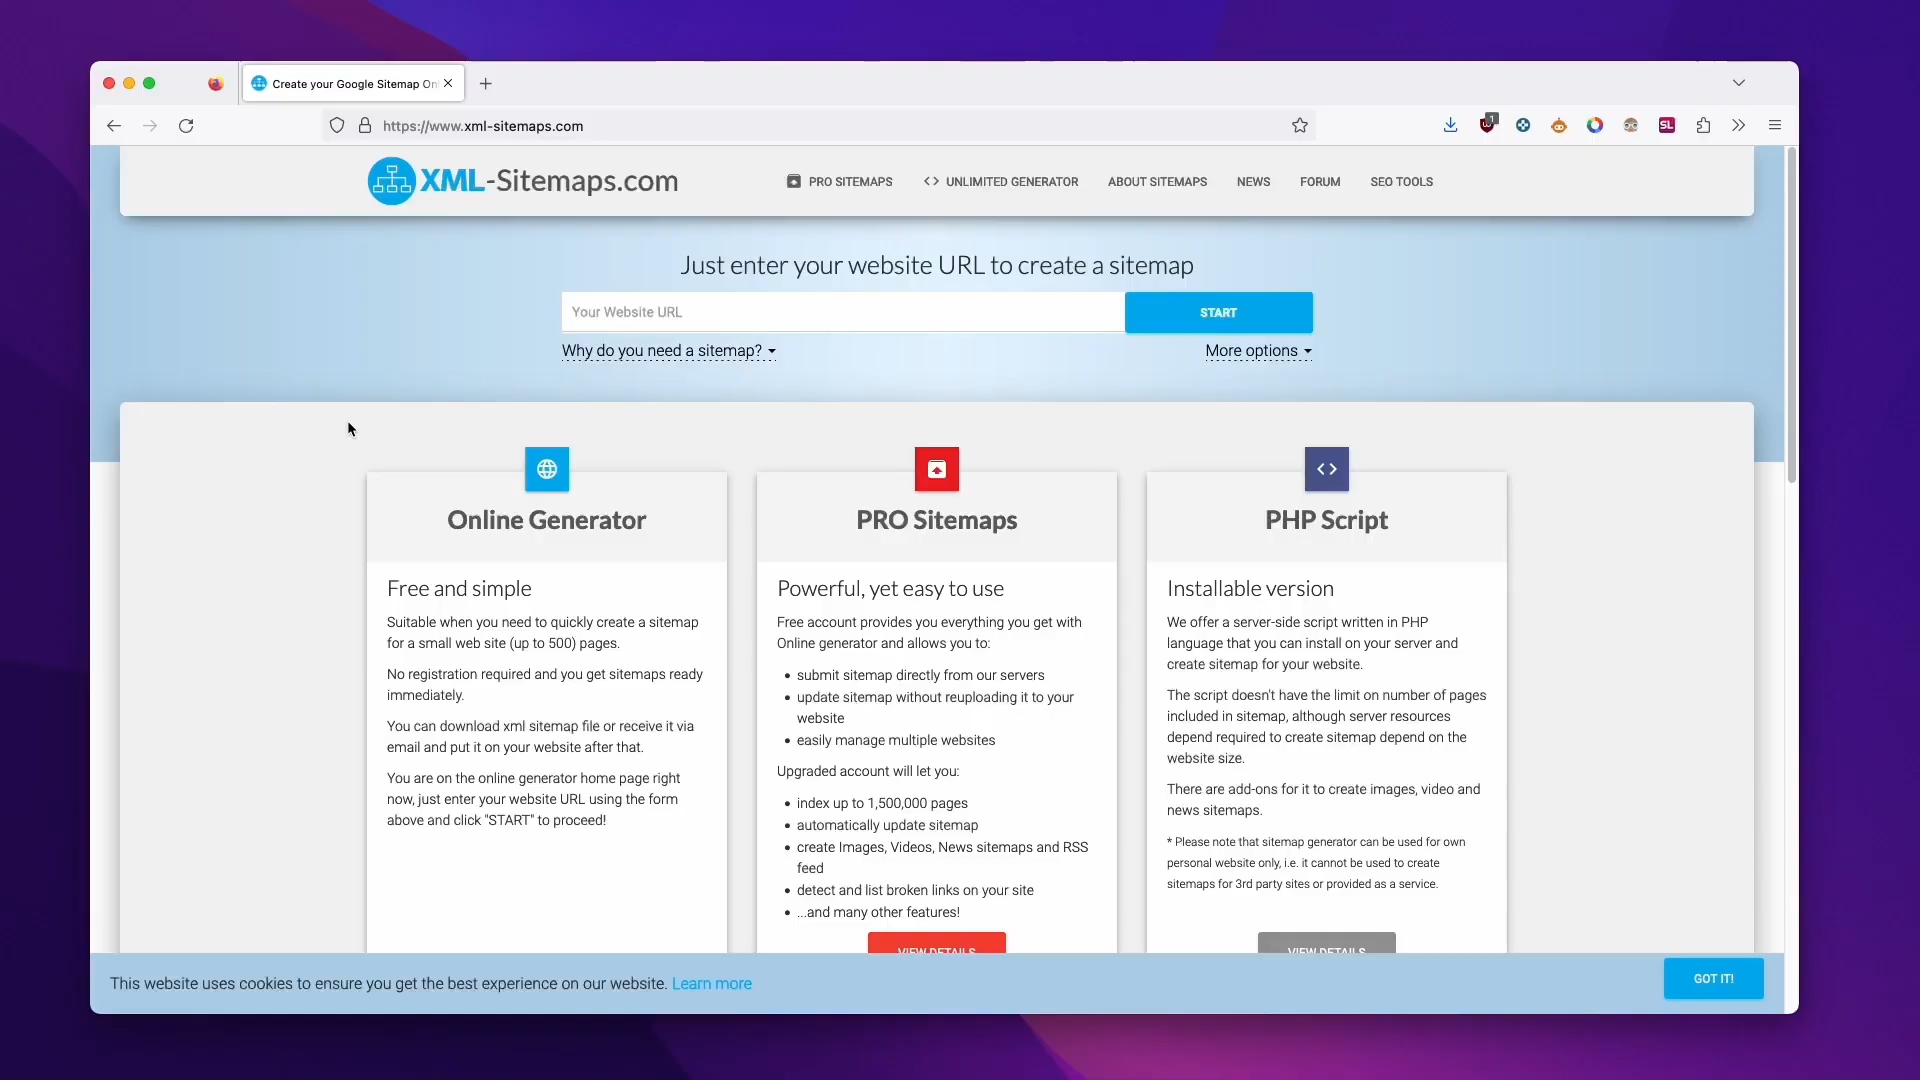 Create your Google Sitemap On
https://www.xml-sitemaps.com
1
SL
XML-Sitemaps.com
PRO SITEMAPS
UNLIMITED GENERATOR
ABOUT SITEMAPS
NEWS
FORUM
SEO TOOLS
Just enter your website URL to create a sitemap
Your Website URL
START
Why do you need a sitemap?
More options
Online Generator
Free and simple
Suitable when you need to quickly create a sitemap
for a small web site (up to 500) pages.
No registration required and you get sitemaps ready
immediately.
You can download xml sitemap file or receive it via
email and put it on your website after that.
You are on the online generator home page right
now, just enter your website URL using the form
above and click "START" to proceed!
PRO Sitemaps
Powerful, yet easy to use
Free account provides you everything you get with
Online generator and allows you to:
• submit sitemap directly from our servers
• update sitemap without reuploading it to your
website
• easily manage multiple websites
Upgraded account will let you:
• index up to 1,500,000 pages
• automatically update sitemap
• create Images, Videos, News sitemaps and RSS
feed
• detect and list broken links on your site
• ...and many other features!
VIEW DETAILS
PHP Script
Installable version
We offer a server-side script written in PHP
language that you can install on your server and
create sitemap for your website.
The script doesn't have the limit on number of pages
included in sitemap, although server resources
depend required to create sitemap depend on the
website size.
There are add-ons for it to create images, video and
news sitemaps.
* Please note that sitemap generator can be used for own
personal website only, i.e. it cannot be used to create
sitemaps for 3rd party sites or provided as a service.
VIEW DETAILS
This website uses cookies to ensure you get the best experience on our website. Learn more
GOT IT!